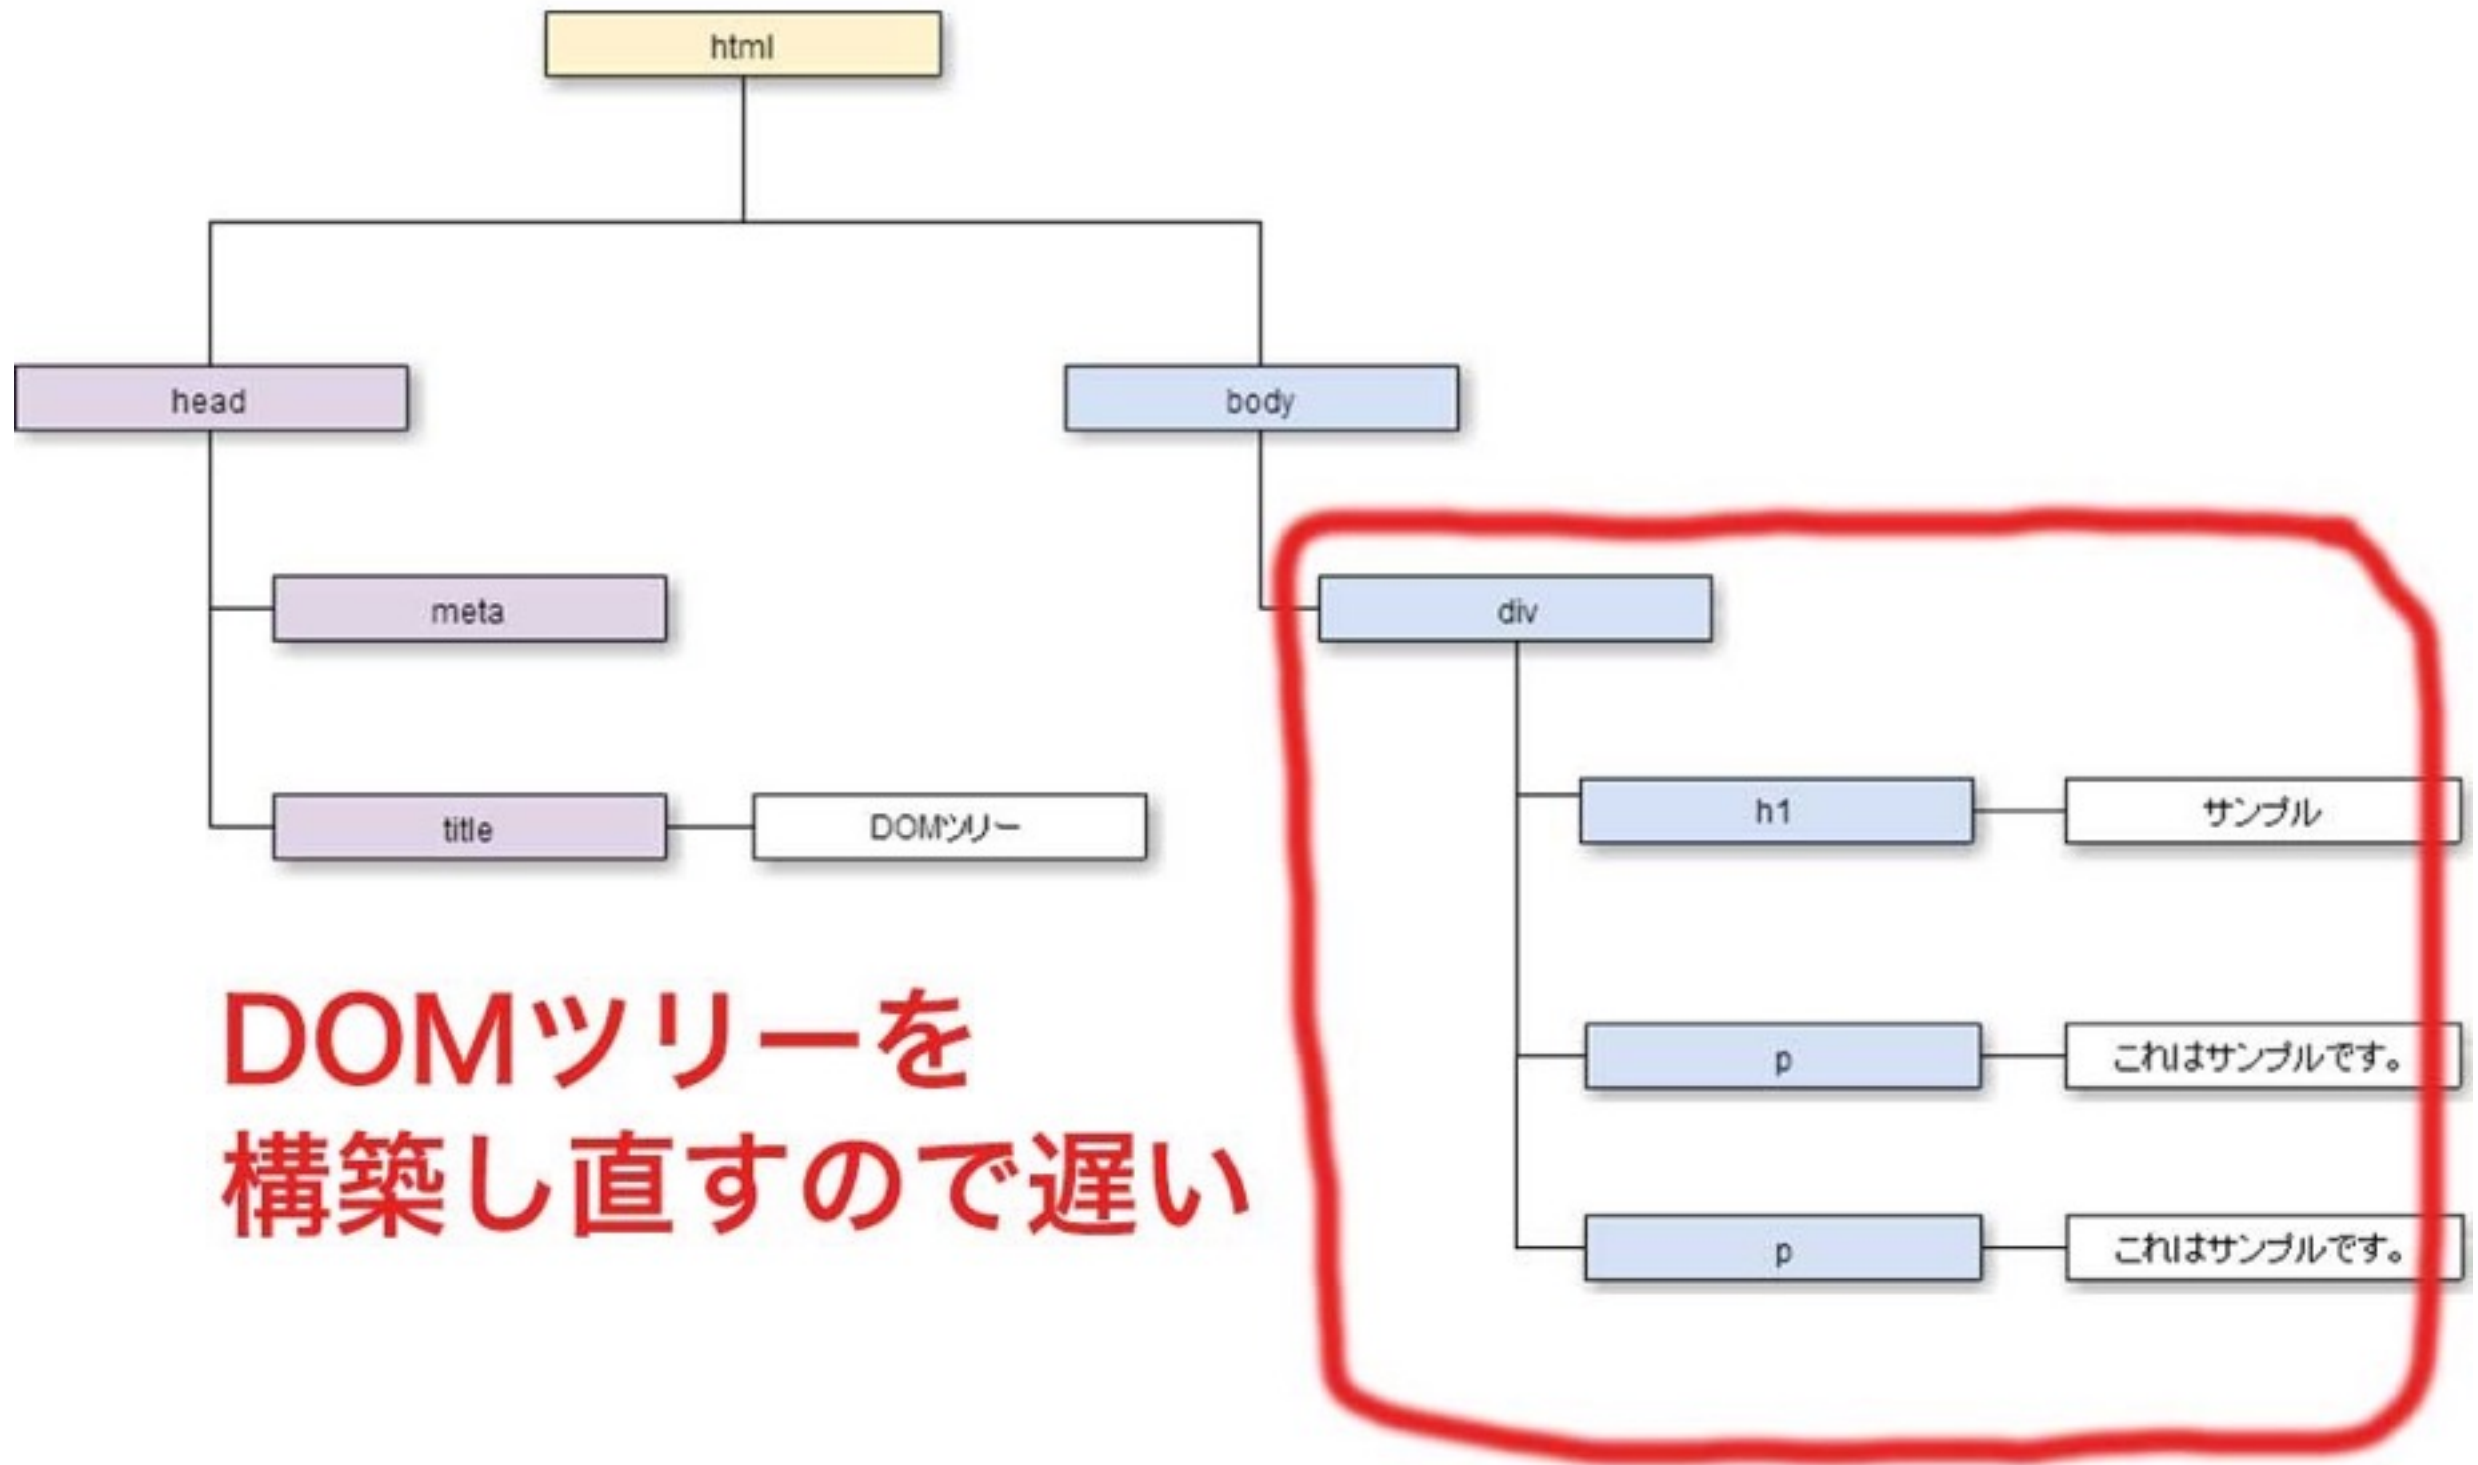 html
head
body
meta
div
title
DOMツリー
h1
サンプル
p
これはサンプルです。
p
これはサンプルです。
DOMツリーを
構築し直すので遅い